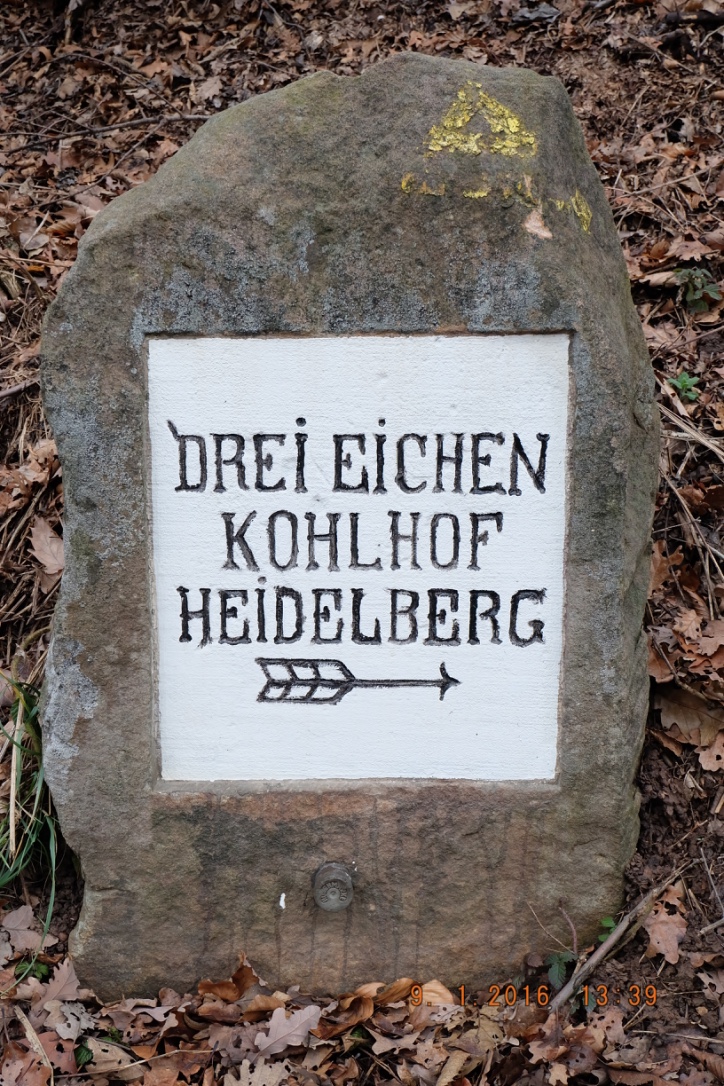 DREI EICHEN
KOHLHOF
HEIDELBERG
9. 1.2016 13:39